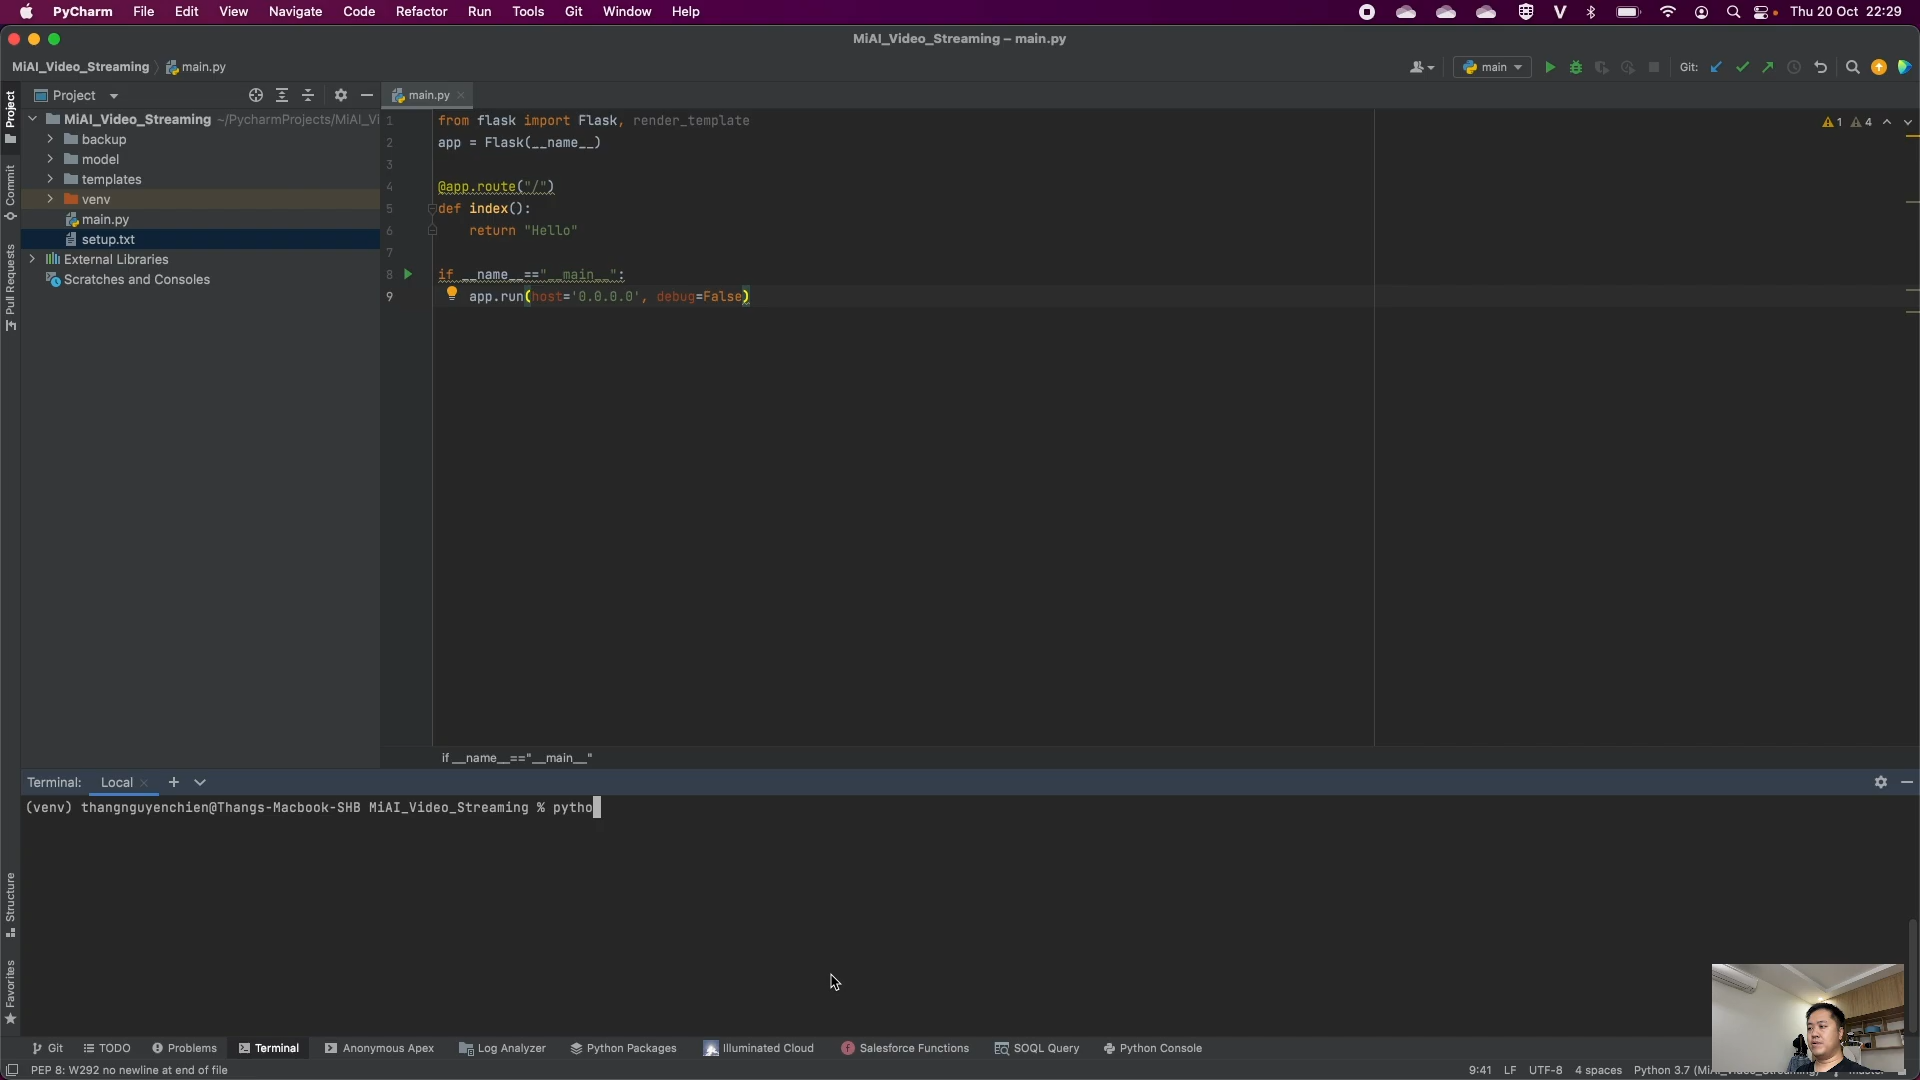 PyCharm File Edit View Navigate Code Refactor Run Tools Git Window Help Thu 20 Oct 22:29
MiAI_Video_Streaming – main.py
MiAI_Video_Streaming main.py main Git:
Project main.py
MiAI_Video_Streaming ~/PycharmProjects/MiAI_Vi
backup
model
templates
venv
main.py
setup.txt
External Libraries
Scratches and Consoles
Project
Commit
Pull Requests
Structure
Favorites
1 from flask import Flask, render_template
2 app = Flask(__name__)
3
4 @app.route("/")
5 def index():
6 return "Hello"
7
8 if __name__=="__main__":
9 app.run(host='0.0.0.0', debug=False)
1 4
if __name__=="__main__"
Terminal: Local
(venv) thangnguyenchien@Thangs-Macbook-SHB MiAI_Video_Streaming % pytho
Git TODO Problems Terminal Anonymous Apex Log Analyzer Python Packages Illuminated Cloud Salesforce Functions SOQL Query Python Console
PEP 8: W292 no newline at end of file 9:41 LF UTF-8 4 spaces Python 3.7